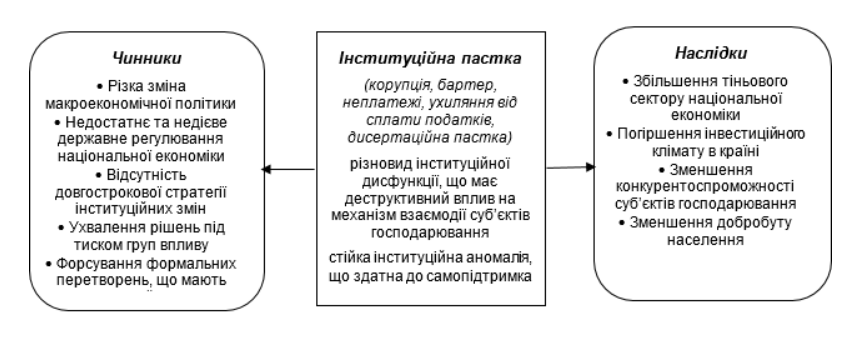 Чинники
• Різка зміна
макроекономічної політики
• Недостатнє та недієве
державне регулювання
національної економіки
• Відсутність
довгострокової стратегії
інституційних змін
• Ухвалення рішень під
тиском груп впливу
• Форсування формальних
перетворень, що мають
Інституційна пастка
(корупція, бартер,
неплатежі, ухиляння від
сплати податків,
дисертаційна пастка)
різновид інституційної
дисфункції, що має
деструктивний вплив на
механізм взаємодії суб’єктів
господарювання
стійка інституційна аномалія,
що здатна до самопідтримка
Наслідки
• Збільшення тіньового
сектору національної
економіки
• Погіршення інвестиційного
клімату в країні
• Зменшення
конкурентоспроможності
суб’єктів господарювання
• Зменшення добробуту
населення